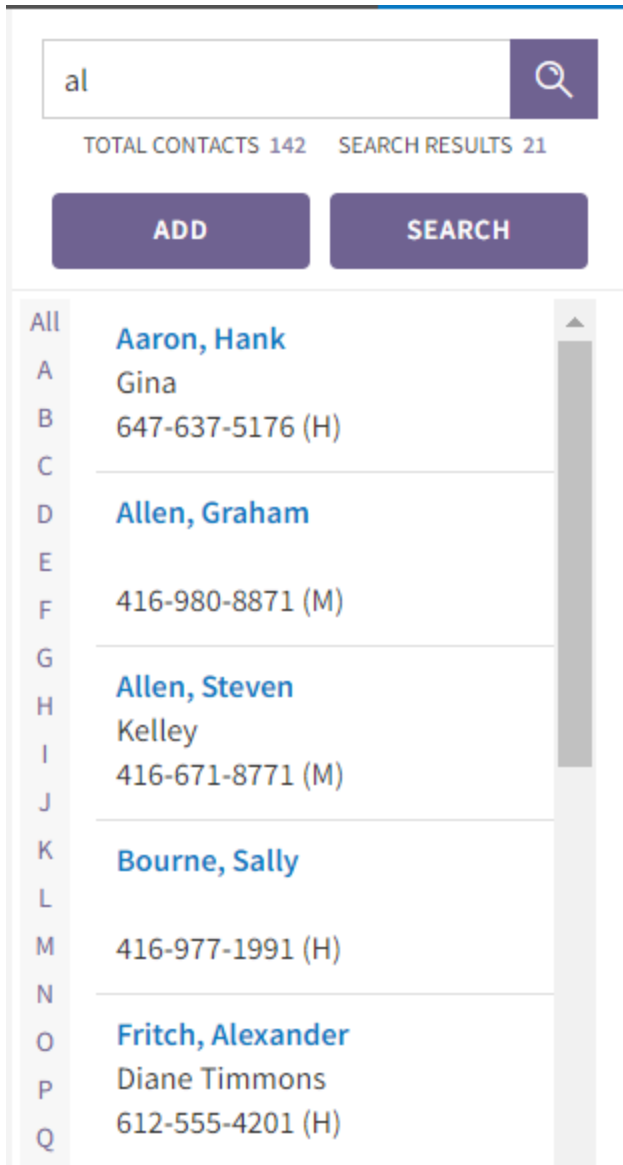 al
TOTAL CONTACTS 142 SEARCH RESULTS 21
ADD SEARCH
All
A
B
C
D
E
F
G
H
I
J
K
L
M
N
O
P
Q
Aaron, Hank
Gina
647-637-5176 (H)
Allen, Graham
416-980-8871 (M)
Allen, Steven
Kelley
416-671-8771 (M)
Bourne, Sally
416-977-1991 (H)
Fritch, Alexander
Diane Timmons
612-555-4201 (H)